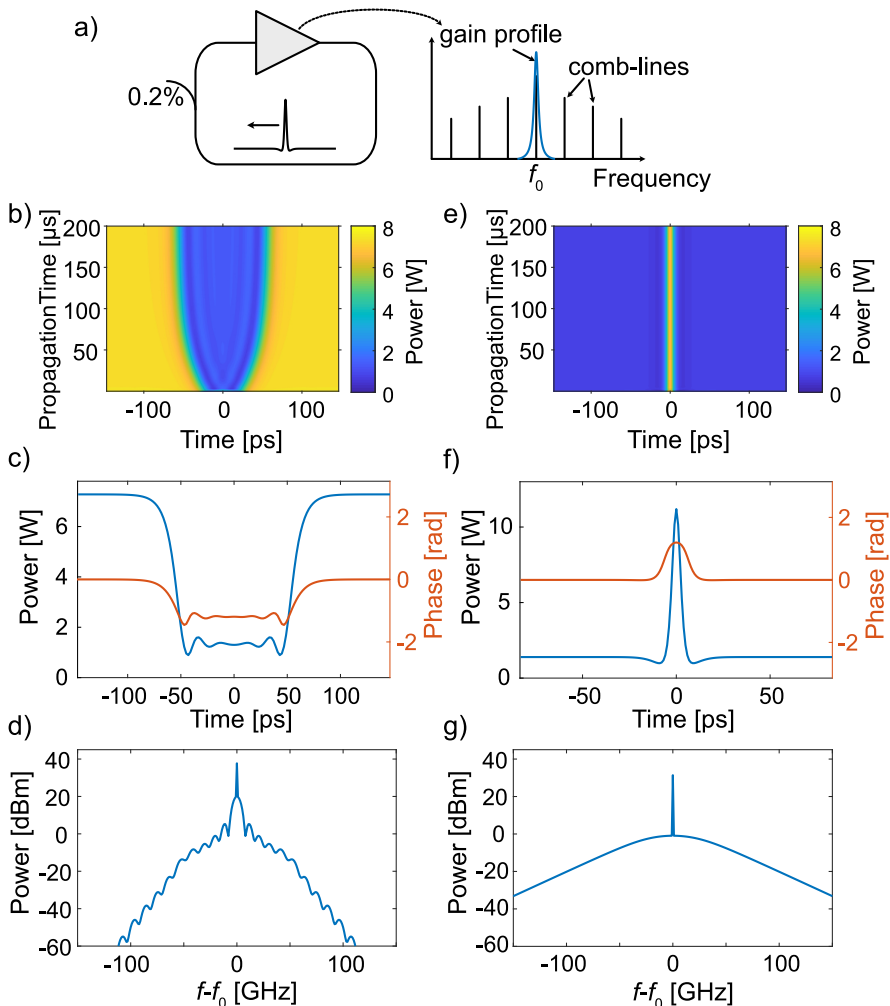 a)
0.2%
gain profile
comb-lines
f0
Frequency
b)
PropagationTime [µs]
200
150
100
50
-100
0
100
Time [ps]
8
6
4
2
0
Power [W]
e)
PropagationTime [µs]
200
150
100
50
-100
0
100
Time [ps]
8
6
4
2
0
Power [W]
c)
Power [W]
6
4
2
0
-100
-50
0
50
100
Time [ps]
2
0
-2
Phase [rad]
f)
Power [W]
10
5
0
-50
0
50
Time [ps]
2
0
-2
Phase [rad]
d)
Power [dBm]
40
20
0
-20
-40
-60
-100
0
100
f-f0 [GHz]
g)
Power [dBm]
40
20
0
-20
-40
-60
-100
0
100
f-f0 [GHz]